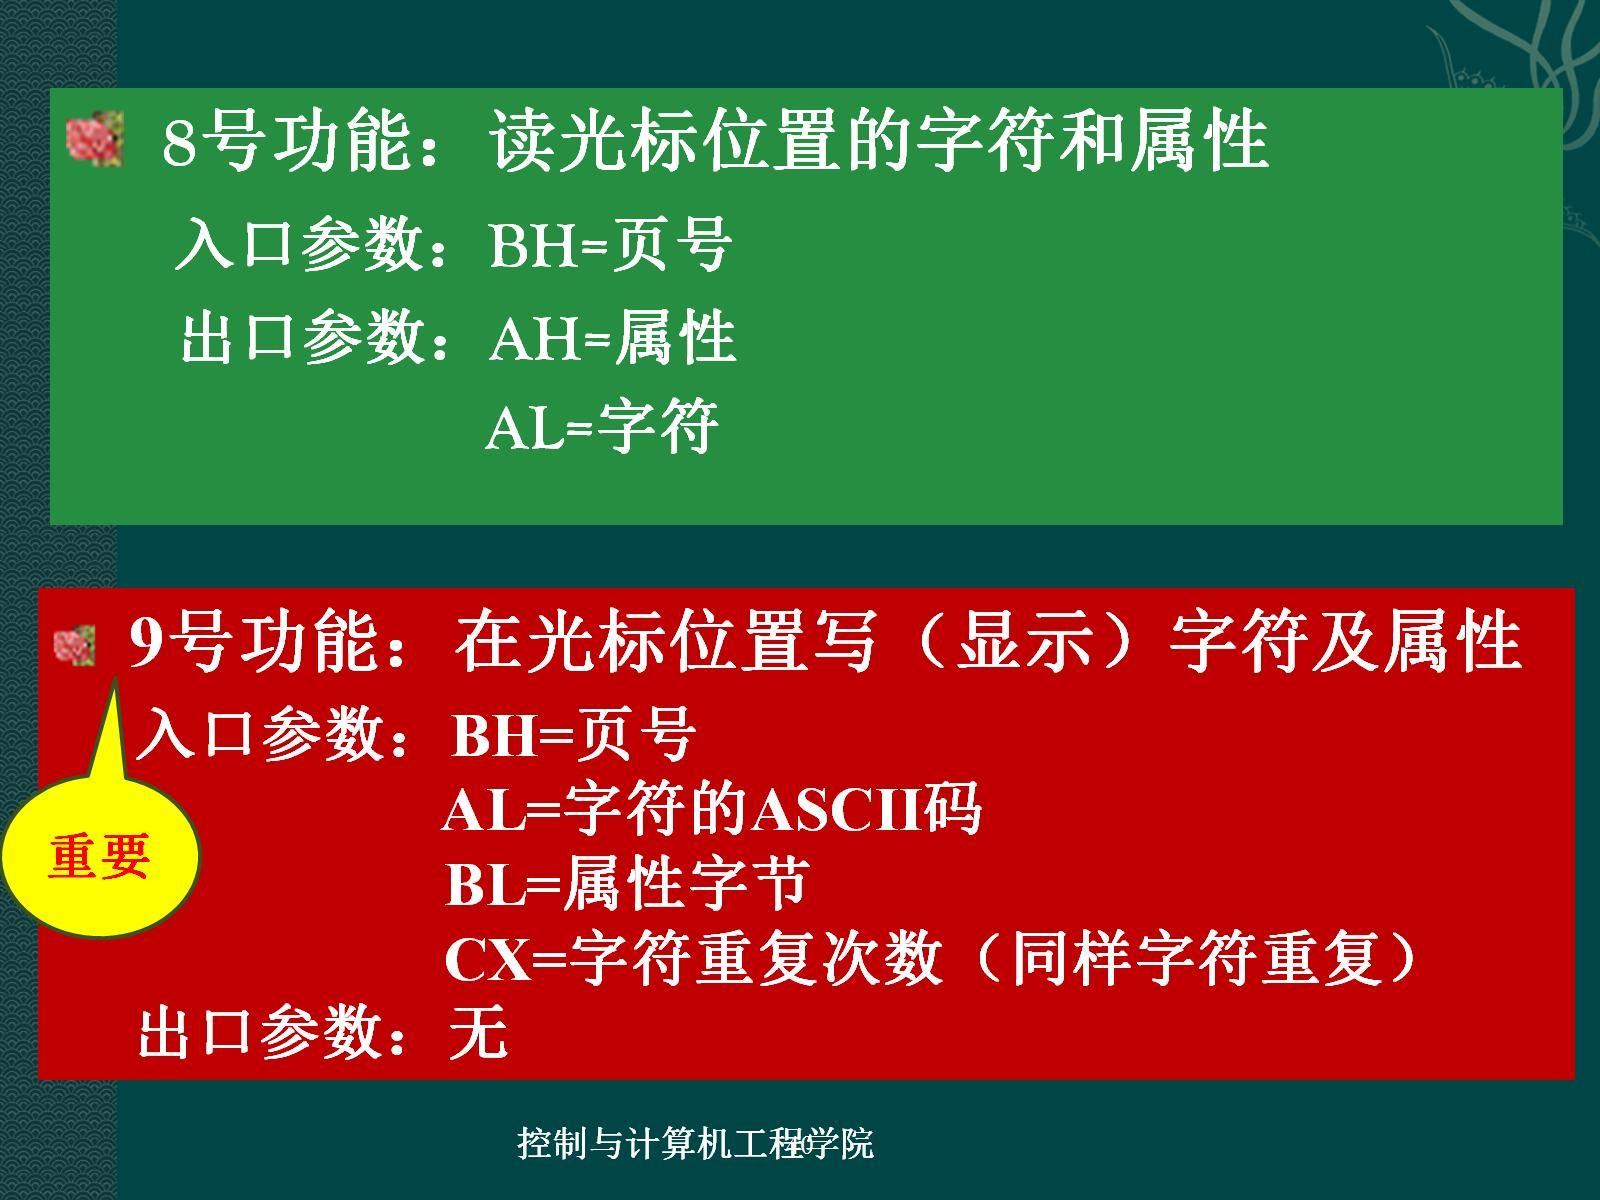 8号功能：读光标位置的字符和属性
入口参数：BH=页号
出口参数：AH=属性
AL=字符
9号功能：在光标位置写（显示）字符及属性
入口参数：BH=页号
AL=字符的ASCII码
BL=属性字节
CX=字符重复次数（同样字符重复）
出口参数：无
重要
控制与计算机工程学院
40